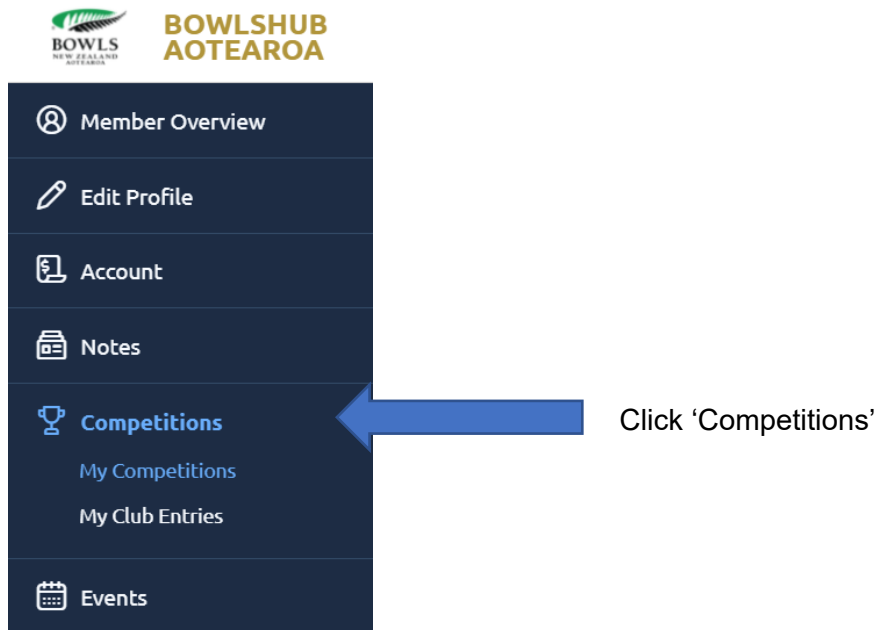 BOWLS
NEW ZEALAND
AOTEAROA
BOWLSHUB
AOTEAROA
Member Overview
Edit Profile
Account
Notes
Competitions
Click ‘Competitions’
My Competitions
My Club Entries
Events